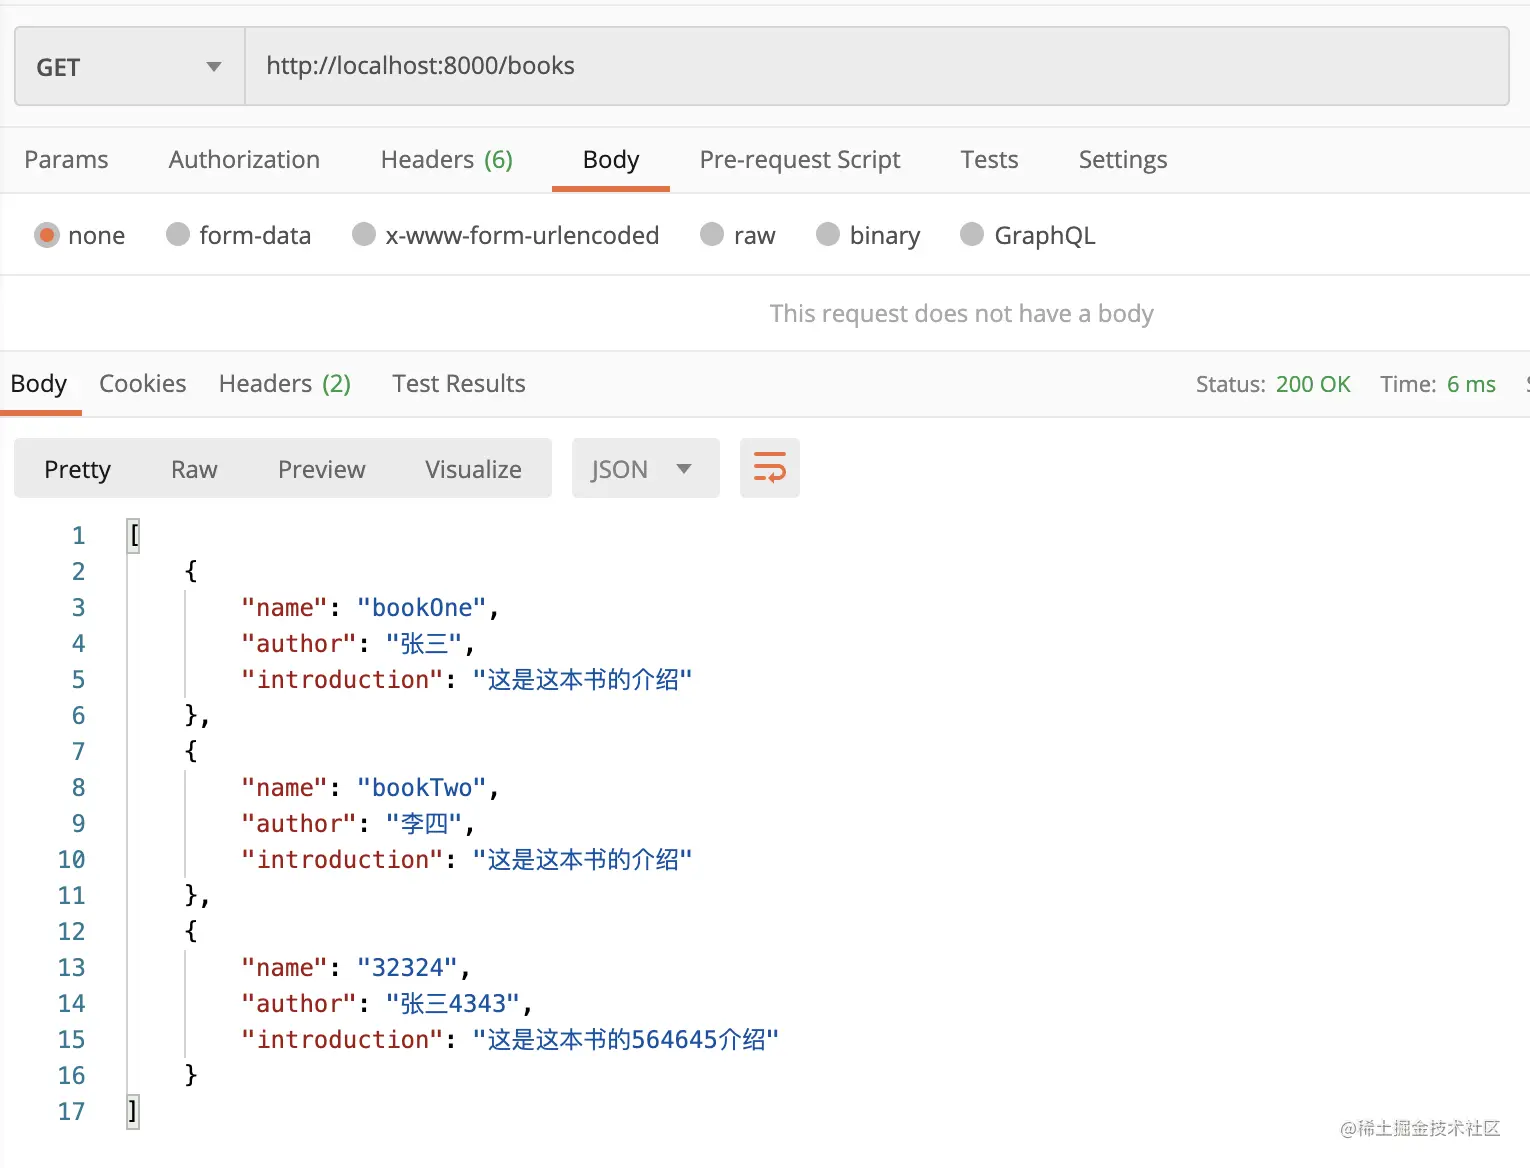 GET http://localhost:8000/books
Params Authorization Headers (6) Body Pre-request Script Tests Settings
none form-data x-www-form-urlencoded raw binary GraphQL
This request does not have a body
Body Cookies Headers (2) Test Results Status: 200 OK Time: 6 ms
Pretty Raw Preview Visualize JSON
1 [
2 {
3 "name": "bookOne",
4 "author": "张三",
5 "introduction": "这是这本书的介绍"
6 },
7 {
8 "name": "bookTwo",
9 "author": "李四",
10 "introduction": "这是这本书的介绍"
11 },
12 {
13 "name": "32324",
14 "author": "张三4343",
15 "introduction": "这是这本书的564645介绍"
16 }
17 ]
@稀土掘金技术社区